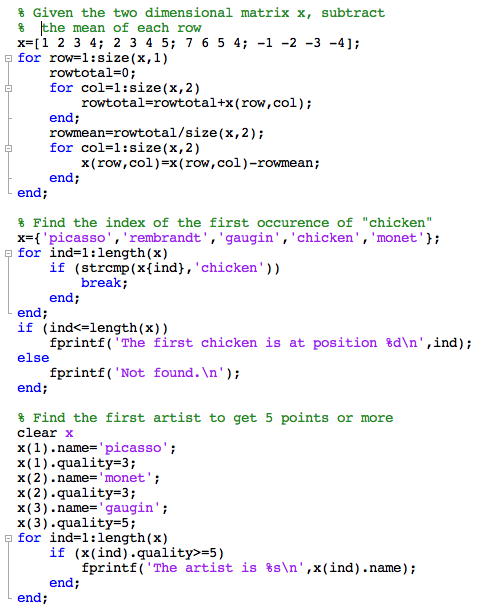 % Given the two dimensional matrix x, subtract
%  the mean of each row
x=[1 2 3 4; 2 3 4 5; 7 6 5 4; -1 -2 -3 -4];
for row=1:size(x,1)
    rowtotal=0;
    for col=1:size(x,2)
        rowtotal=rowtotal+x(row,col);
    end;
    rowmean=rowtotal/size(x,2);
    for col=1:size(x,2)
        x(row,col)=x(row,col)-rowmean;
    end;
end;

% Find the index of the first occurence of "chicken"
x={'picasso','rembrandt','gaugin','chicken','monet'};
for ind=1:length(x)
    if (strcmp(x{ind},'chicken'))
        break;
    end;
end;
if (ind<=length(x))
    fprintf('The first chicken is at position %d\n',ind);
else
    fprintf('Not found.\n');
end;

% Find the first artist to get 5 points or more
clear x
x(1).name='picasso';
x(1).quality=3;
x(2).name='monet';
x(2).quality=3;
x(3).name='gaugin';
x(3).quality=5;
for ind=1:length(x)
    if (x(ind).quality>=5)
        fprintf('The artist is %s\n',x(ind).name);
    end;
end;